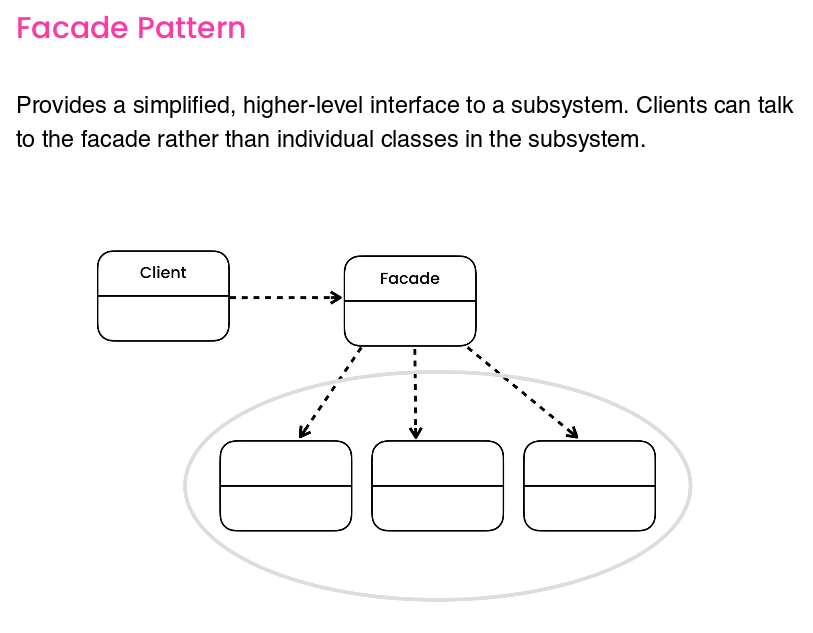 Facade Pattern
Provides a simplified, higher-level interface to a subsystem. Clients can talk
to the facade rather than individual classes in the subsystem.
Client
Facade